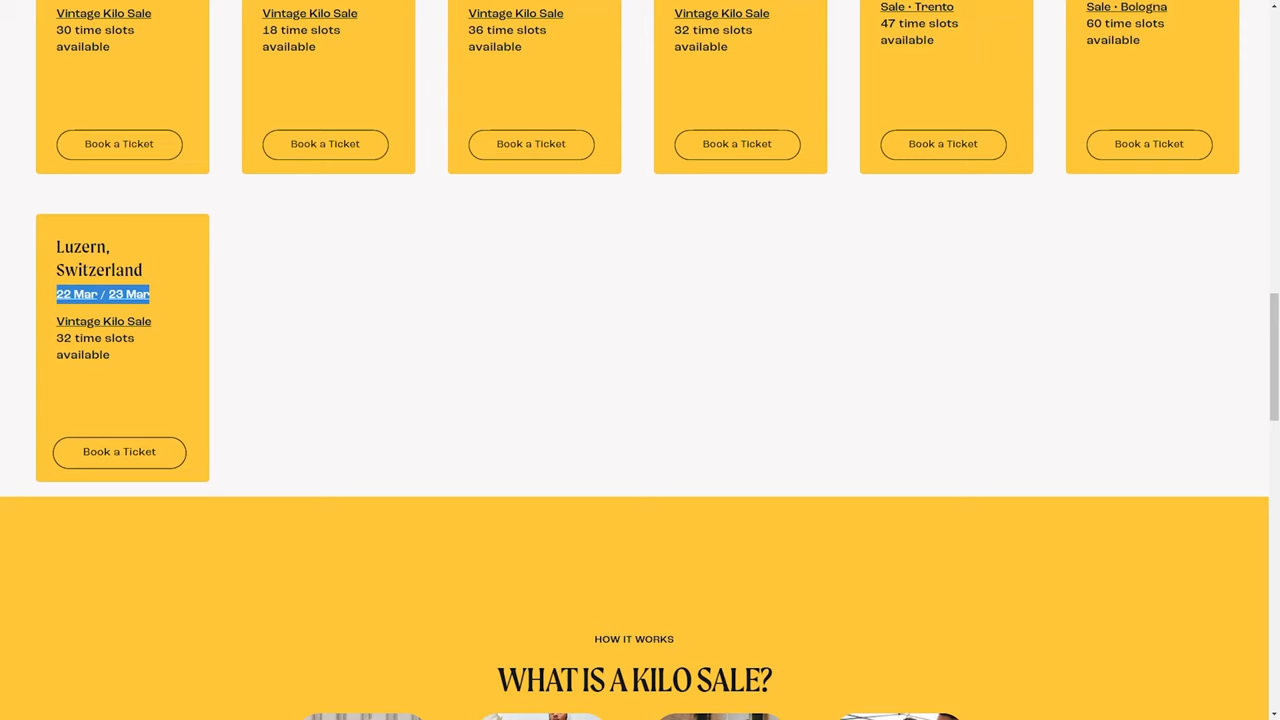 Vintage Kilo Sale
30 time slots
available
Book a Ticket
Vintage Kilo Sale
18 time slots
available
Book a Ticket
Vintage Kilo Sale
36 time slots
available
Book a Ticket
Vintage Kilo Sale
32 time slots
available
Book a Ticket
Sale • Trento
47 time slots
available
Book a Ticket
Sale • Bologna
60 time slots
available
Book a Ticket
Luzern,
Switzerland
22 Mar / 23 Mar
Vintage Kilo Sale
32 time slots
available
Book a Ticket
HOW IT WORKS
WHAT IS A KILO SALE?